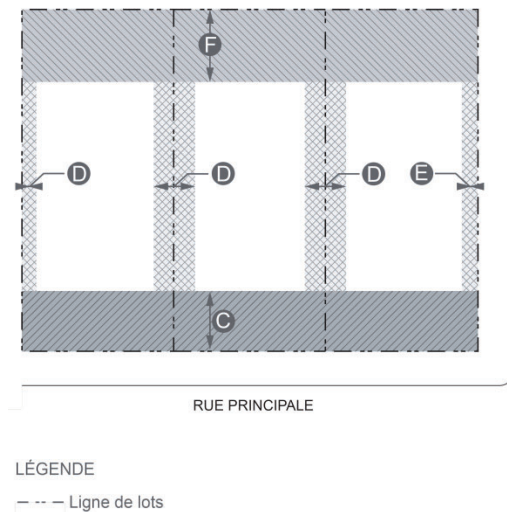 F
D D D E
C
RUE PRINCIPALE
LÉGENDE
Ligne de lots